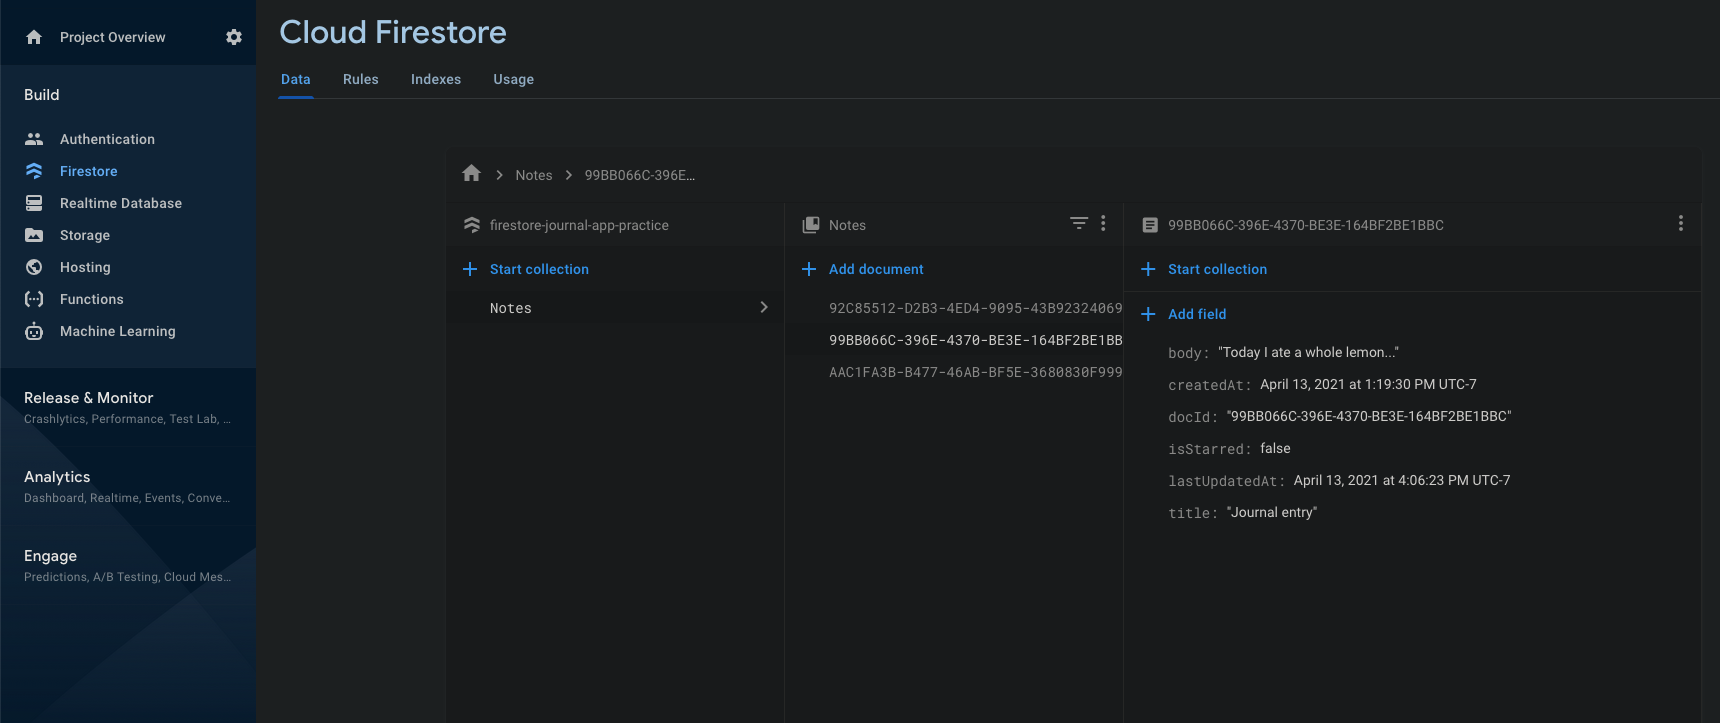 Project Overview
Build
Authentication
Firestore
Realtime Database
Storage
Hosting
Functions
Machine Learning
Release & Monitor
Crashlytics, Performance, Test Lab, ...
Analytics
Dashboard, Realtime, Events, Conve...
Engage
Predictions, A/B Testing, Cloud Mes...
Cloud Firestore
Data Rules Indexes Usage
Notes 99BB066C-396E...
firestore-journal-app-practice
Start collection
Notes
Notes
Add document
92C85512-D2B3-4ED4-9095-43B92324069
99BB066C-396E-4370-BE3E-164BF2BE1BB
AAC1FA3B-B477-46AB-BF5E-3680830F999
99BB066C-396E-4370-BE3E-164BF2BE1BBC
Start collection
Add field
body: "Today I ate a whole lemon..."
createdAt: April 13, 2021 at 1:19:30 PM UTC-7
docId: "99BB066C-396E-4370-BE3E-164BF2BE1BBC"
isStarred: false
lastUpdatedAt: April 13, 2021 at 4:06:23 PM UTC-7
title: "Journal entry"